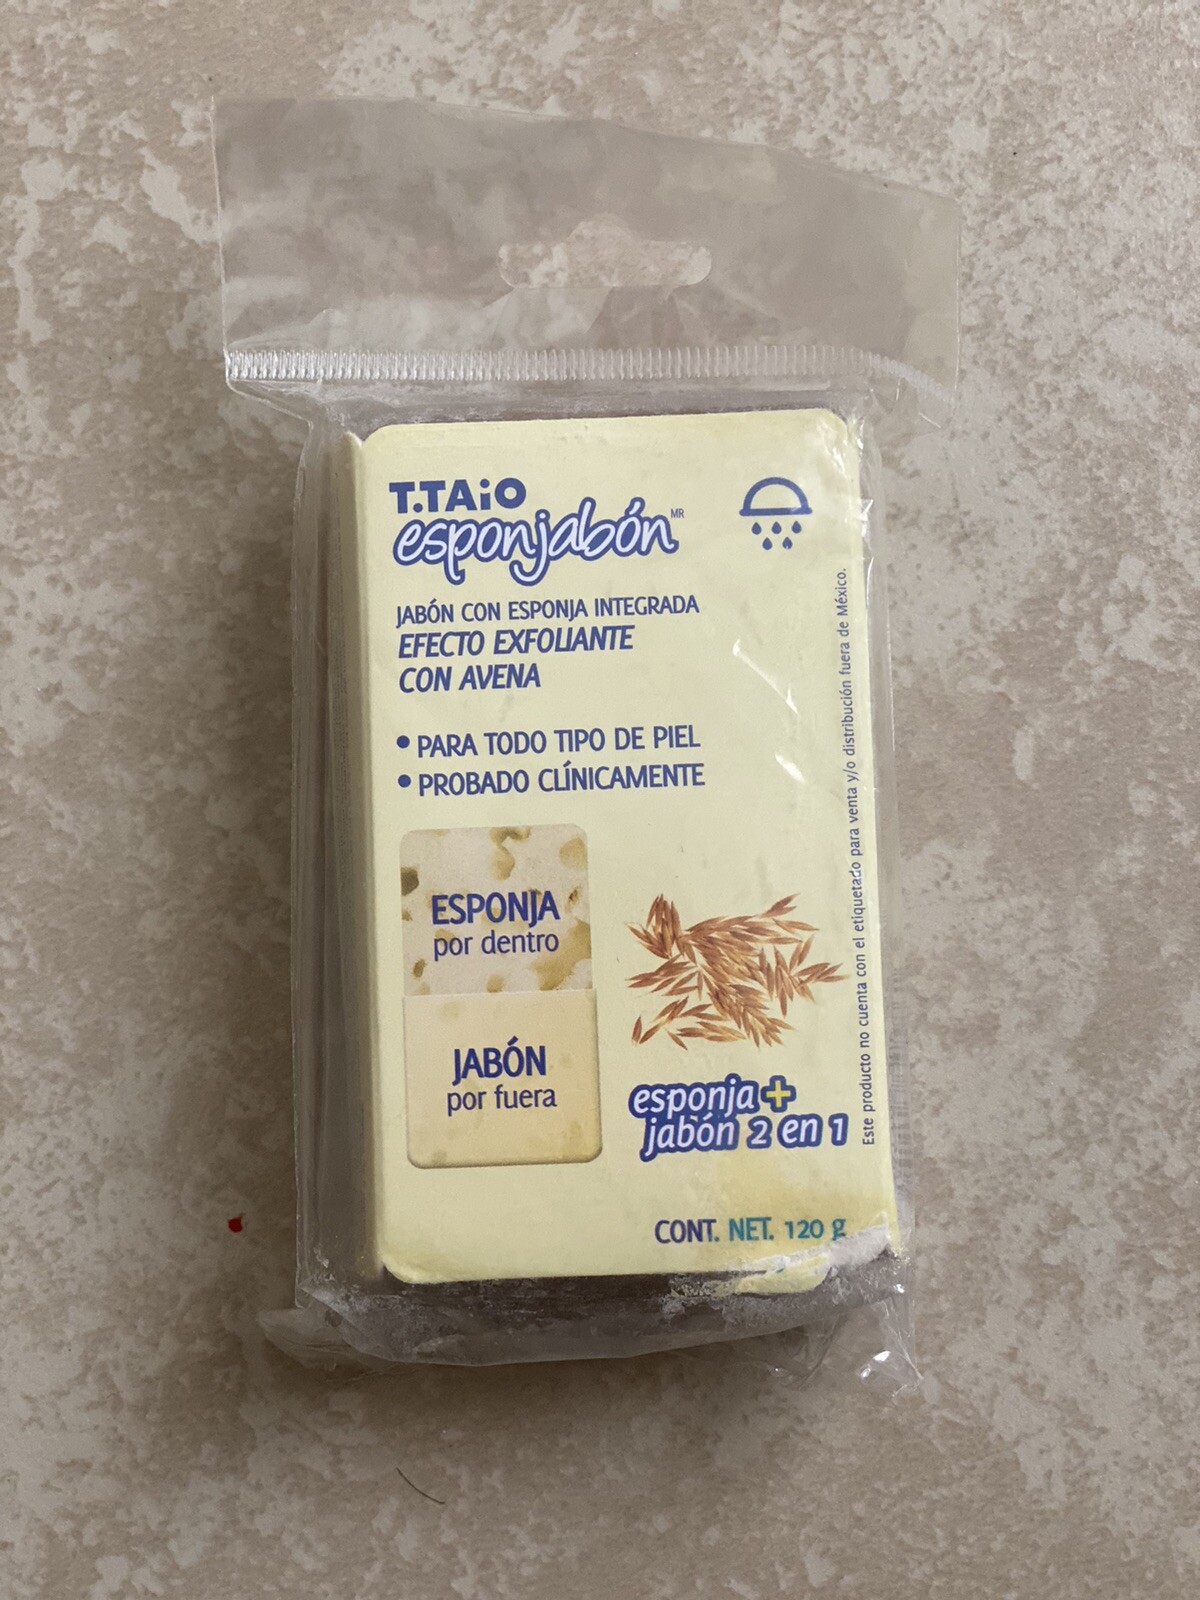 T.TAiO
esponjabón MR
JABÓN CON ESPONJA INTEGRADA
EFECTO EXFOLIANTE
CON AVENA
• PARA TODO TIPO DE PIEL
• PROBADO CLÍNICAMENTE
ESPONJA
por dentro
JABÓN
por fuera
esponja +
jabón 2 en 1
CONT. NET. 120 g
Este producto no cuenta con el etiquetado para venta y/o distribución fuera de México.